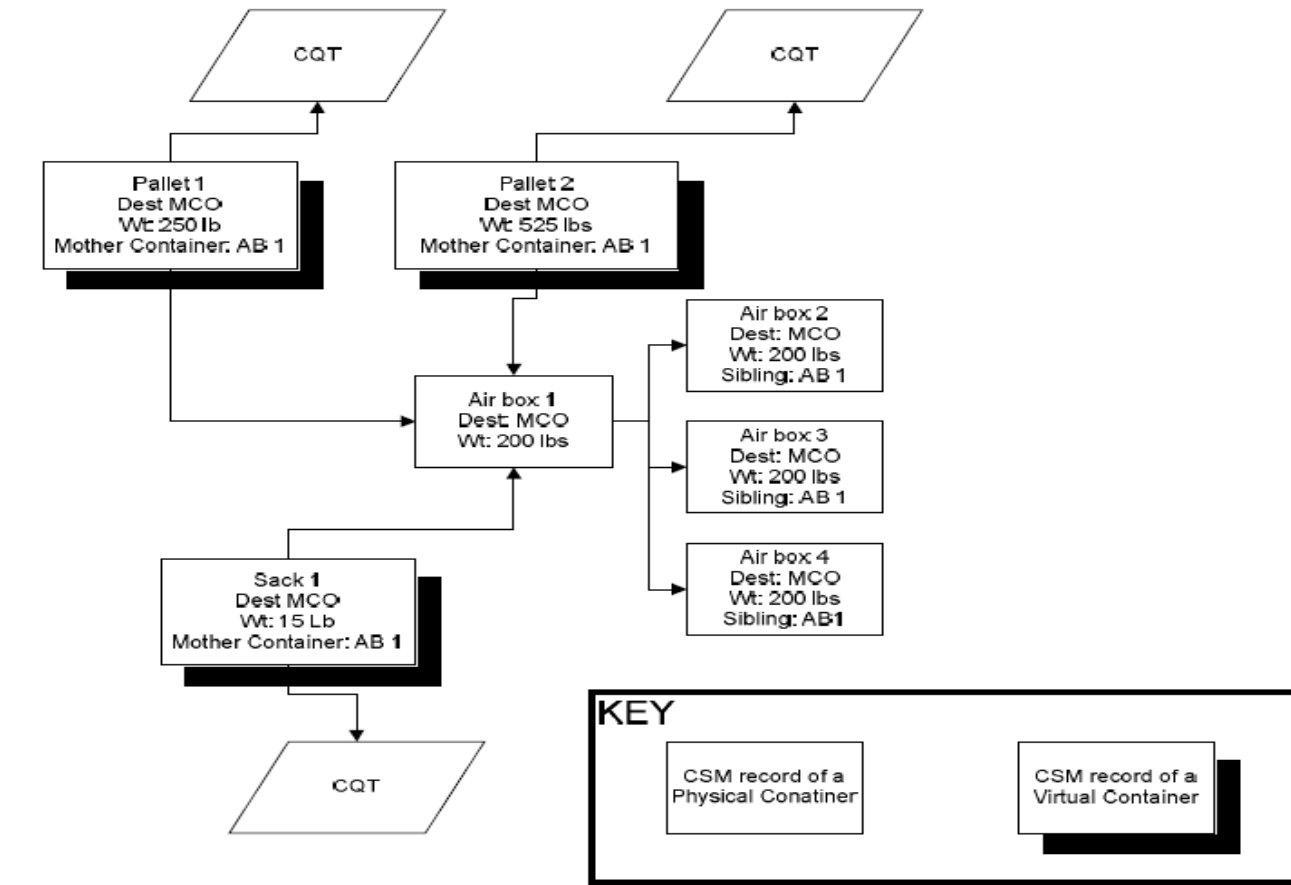 CQT
CQT
Pallet 1
Dest MCO
Wt: 250 lb
Mother Container: AB 1
Pallet 2
Dest MCO
Wt: 525 lbs
Mother Container: AB 1
Air box 2
Dest: MCO
Wt: 200 lbs
Sibling: AB 1
Air box 1
Dest: MCO
Wt: 200 lbs
Air box 3
Dest: MCO
Wt: 200 lbs
Sibling: AB 1
Air box 4
Dest: MCO
Wt: 200 lbs
Sibling: AB1
Sack 1
Dest MCO
Wt: 15 Lb
Mother Container: AB 1
CQT
KEY
CSM record of a
Physical Conatiner
CSM record of a
Virtual Container